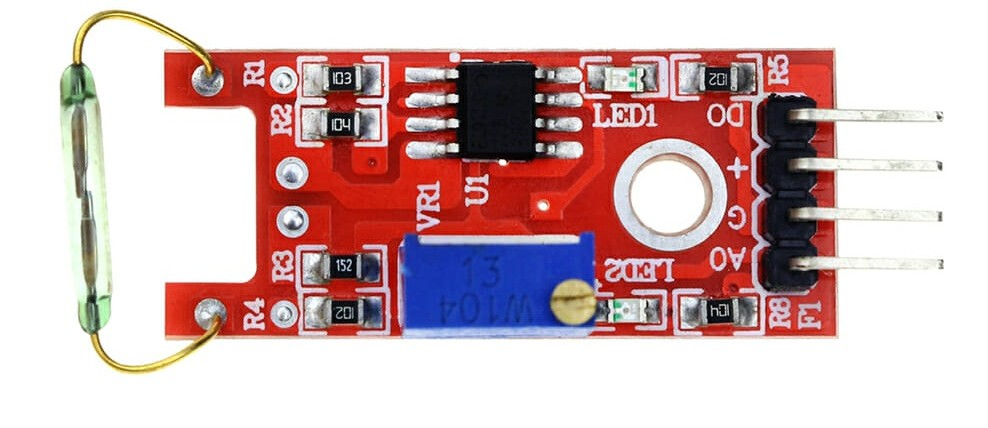 R1
103
R2
104
U1
VR1
LED1
102
R5
DO
+
G
AO
R3
152
R4
102
13
W104
LED2
104
R8
F1